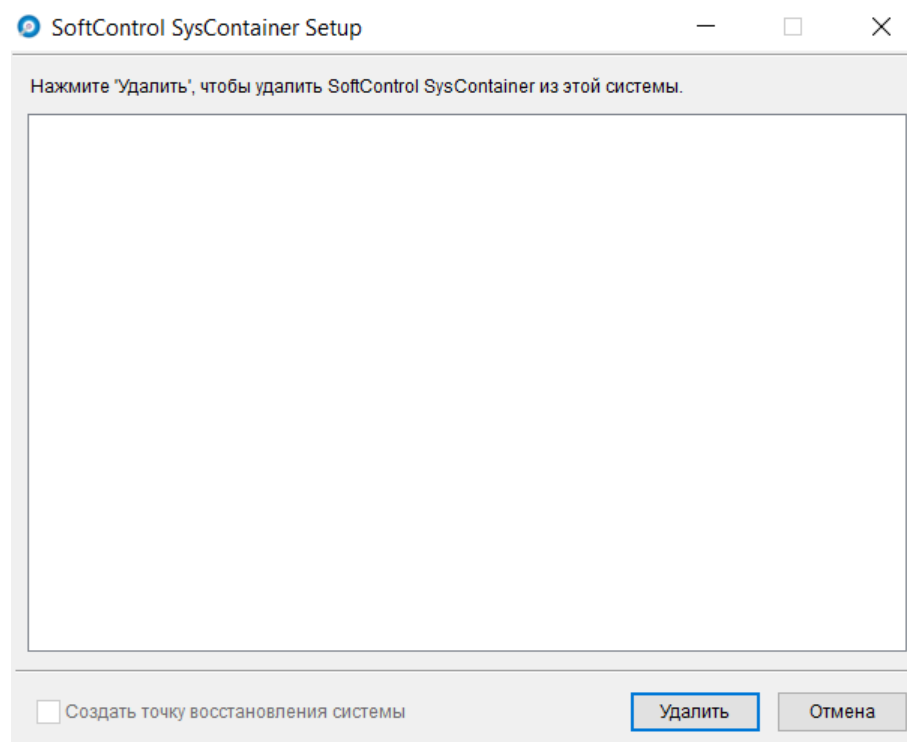 SoftControl SysContainer Setup
Нажмите 'Удалить', чтобы удалить SoftControl SysContainer из этой системы.
Создать точку восстановления системы
Удалить
Отмена